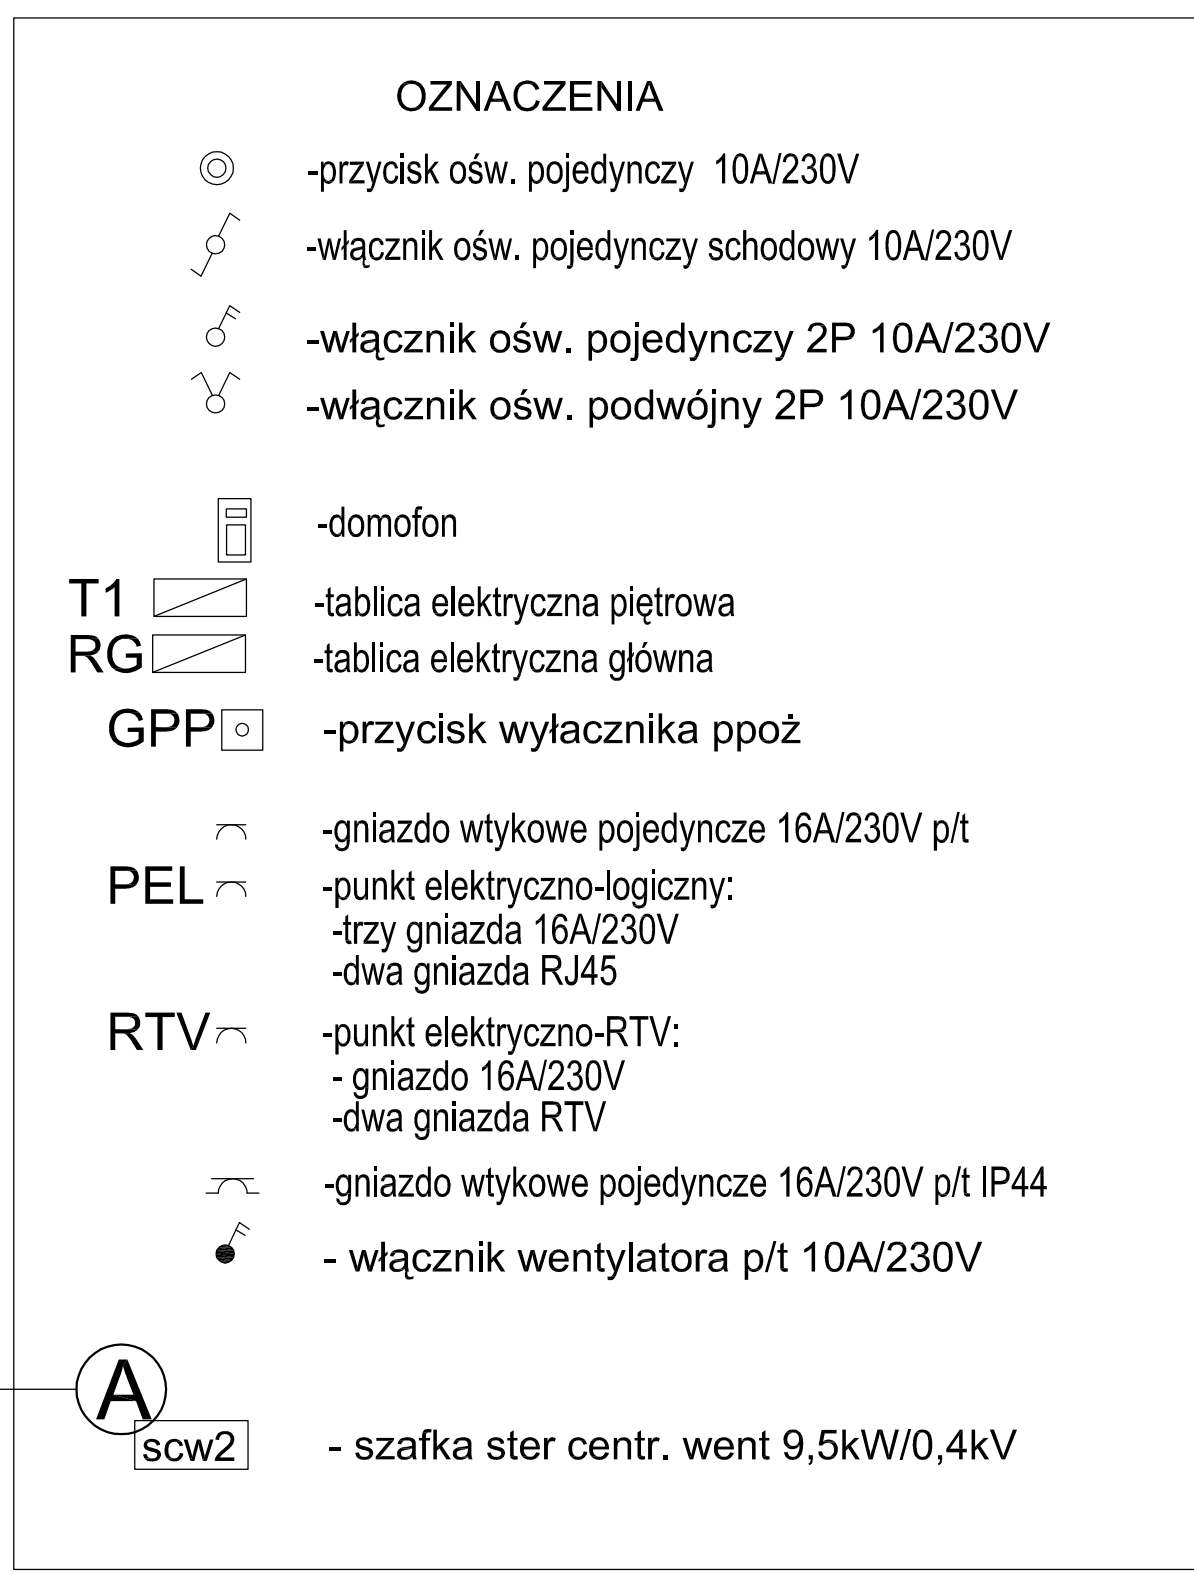 OZNACZENIA
-przycisk ośw. pojedynczy 10A/230V
-włącznik ośw. pojedynczy schodowy 10A/230V
-włącznik ośw. pojedynczy 2P 10A/230V
-włącznik ośw. podwójny 2P 10A/230V
-domofon
T1 -tablica elektryczna piętrowa
RG -tablica elektryczna główna
GPP -przycisk wyłacznika ppoż
-gniazdo wtykowe pojedyncze 16A/230V p/t
PEL -punkt elektryczno-logiczny:
-trzy gniazda 16A/230V
-dwa gniazda RJ45
RTV -punkt elektryczno-RTV:
- gniazdo 16A/230V
-dwa gniazda RTV
-gniazdo wtykowe pojedyncze 16A/230V p/t IP44
- włącznik wentylatora p/t 10A/230V
A
scw2 - szafka ster centr. went 9,5kW/0,4kV